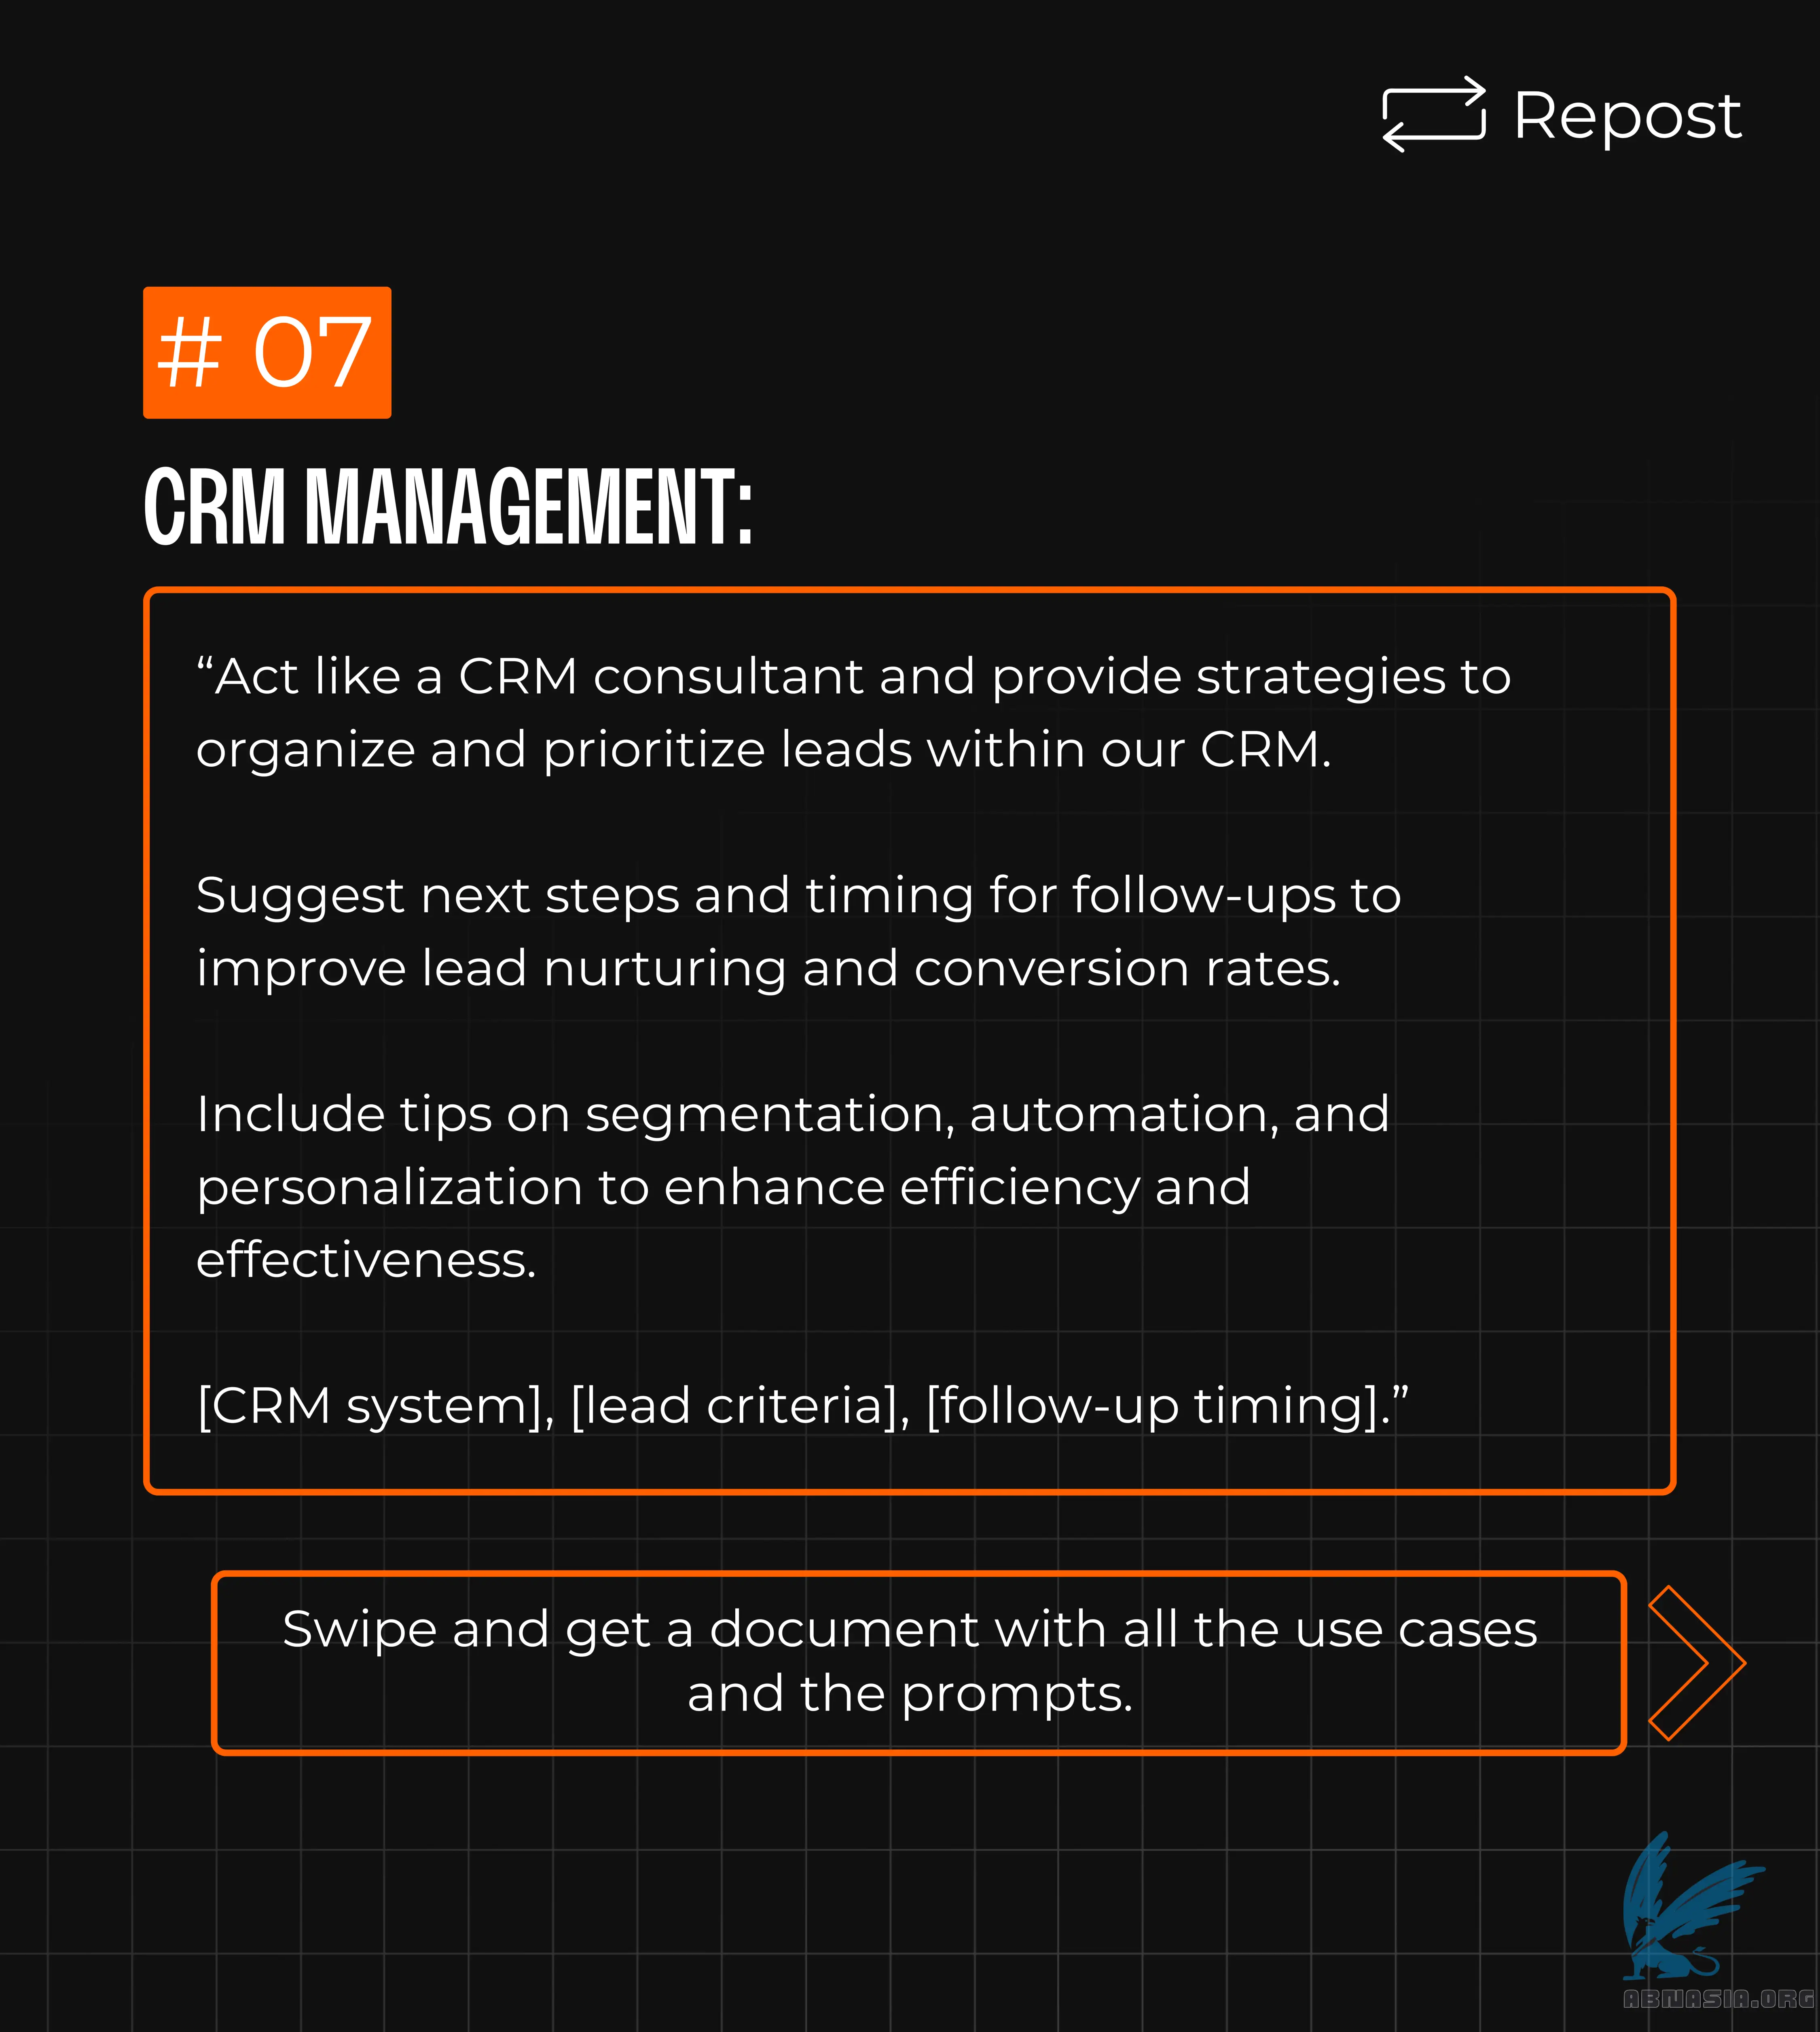 Repost
# 07
CRM MANAGEMENT:
“Act like a CRM consultant and provide strategies to
organize and prioritize leads within our CRM.
Suggest next steps and timing for follow-ups to
improve lead nurturing and conversion rates.
Include tips on segmentation, automation, and
personalization to enhance efficiency and
effectiveness.
[CRM system], [lead criteria], [follow-up timing].”
Swipe and get a document with all the use cases
and the prompts.
ABNASIA.ORG